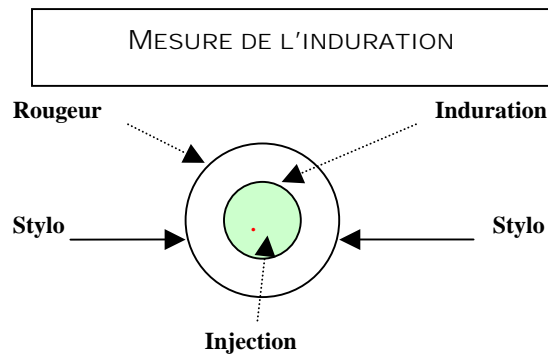 MESURE DE L'INDURATION
Rougeur
Induration
Stylo
Stylo
Injection